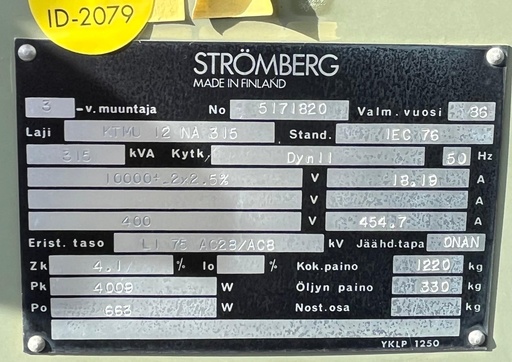 ID-2079
STRÖMBERG
MADE IN FINLAND
3 -v.muuntaja No 5171820 Valm. vuosi 86
Laji KTMU 12 NA 315 Stand. IEC 76
315 kVA Kytk. Dyn11 50 Hz
10000±2x2.5% V 18.19 A
V A
400 V 454.7 A
Erist. taso LI 75 AC28/AC8 kV Jäähd.tapa ONAN
Zk 4.1 % Io % Kok.paino 1220 kg
Pk 4009 W Öljyn paino 330 kg
Po 663 W Nost.osa kg
YKLP 1250